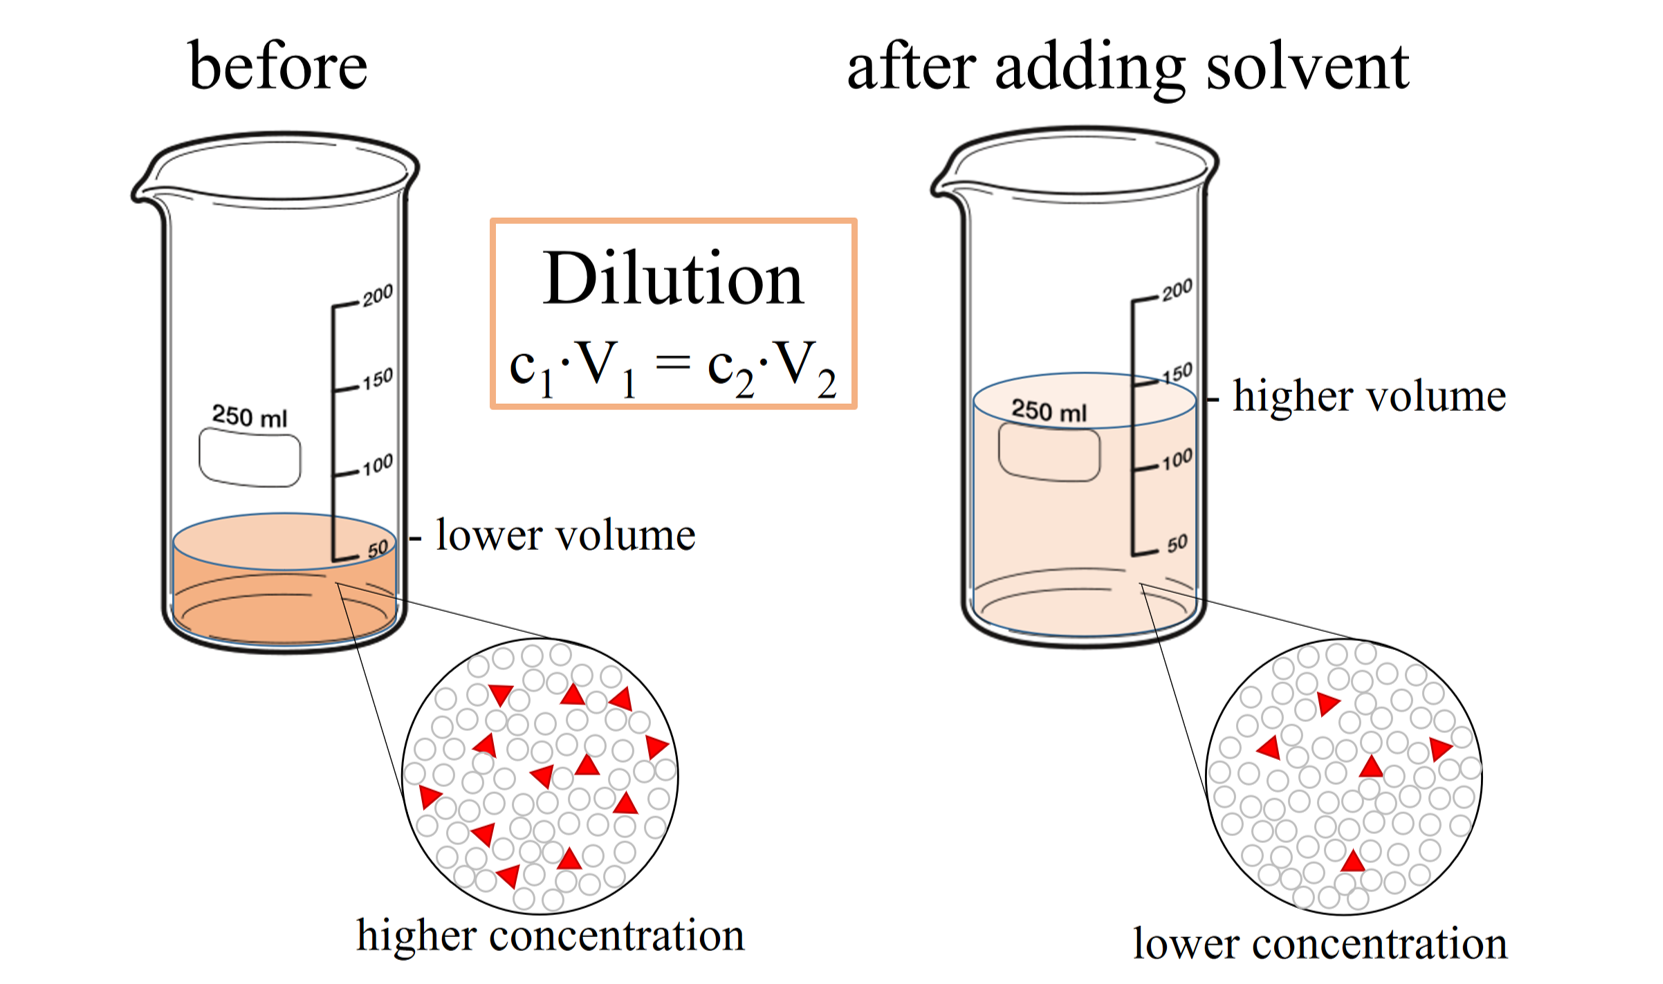 before
after adding solvent
Dilution
c₁·V₁ = c₂·V₂
200
150
100
50
250 ml
lower volume
200
150
100
50
250 ml
higher volume
higher concentration
lower concentration